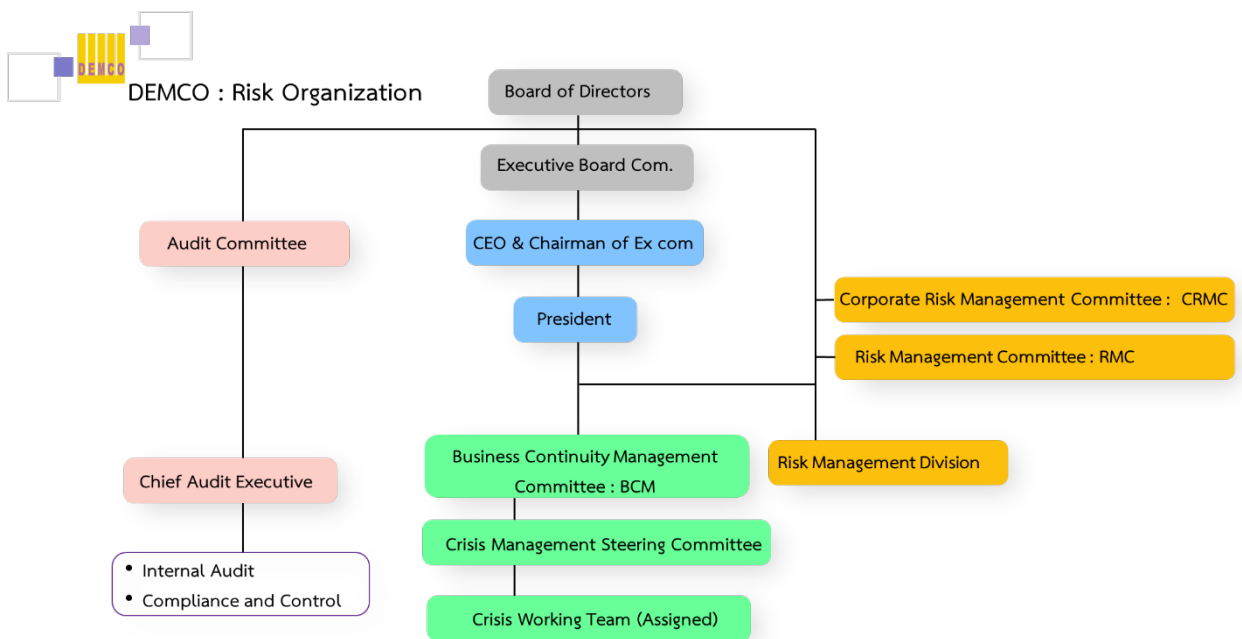 DEMCO
DEMCO : Risk Organization
Board of Directors
Executive Board Com.
Audit Committee
CEO & Chairman of Ex com
Corporate Risk Management Committee : CRMC
President
Risk Management Committee : RMC
Business Continuity Management
Committee : BCM
Risk Management Division
Chief Audit Executive
Crisis Management Steering Committee
• Internal Audit
• Compliance and Control
Crisis Working Team (Assigned)